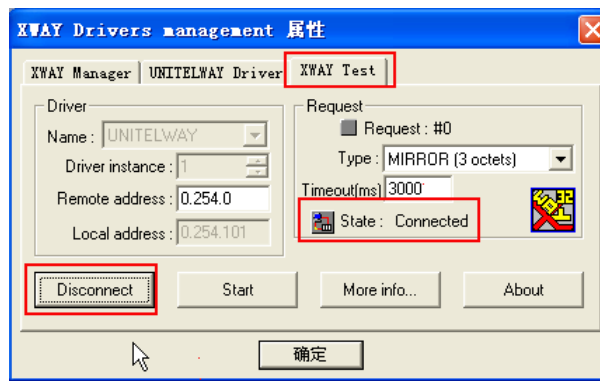 XWAY Drivers management 属性
XWAY Manager
UNITELWAY Driver
XWAY Test
Driver
Name : UNITELWAY
Driver instance : 1
Remote address : 0.254.0
Local address : 0.254.101
Request
Request : #0
Type : MIRROR (3 octets)
Timeout(ms) 3000
State : Connected
Disconnect
Start
More info...
About
确定